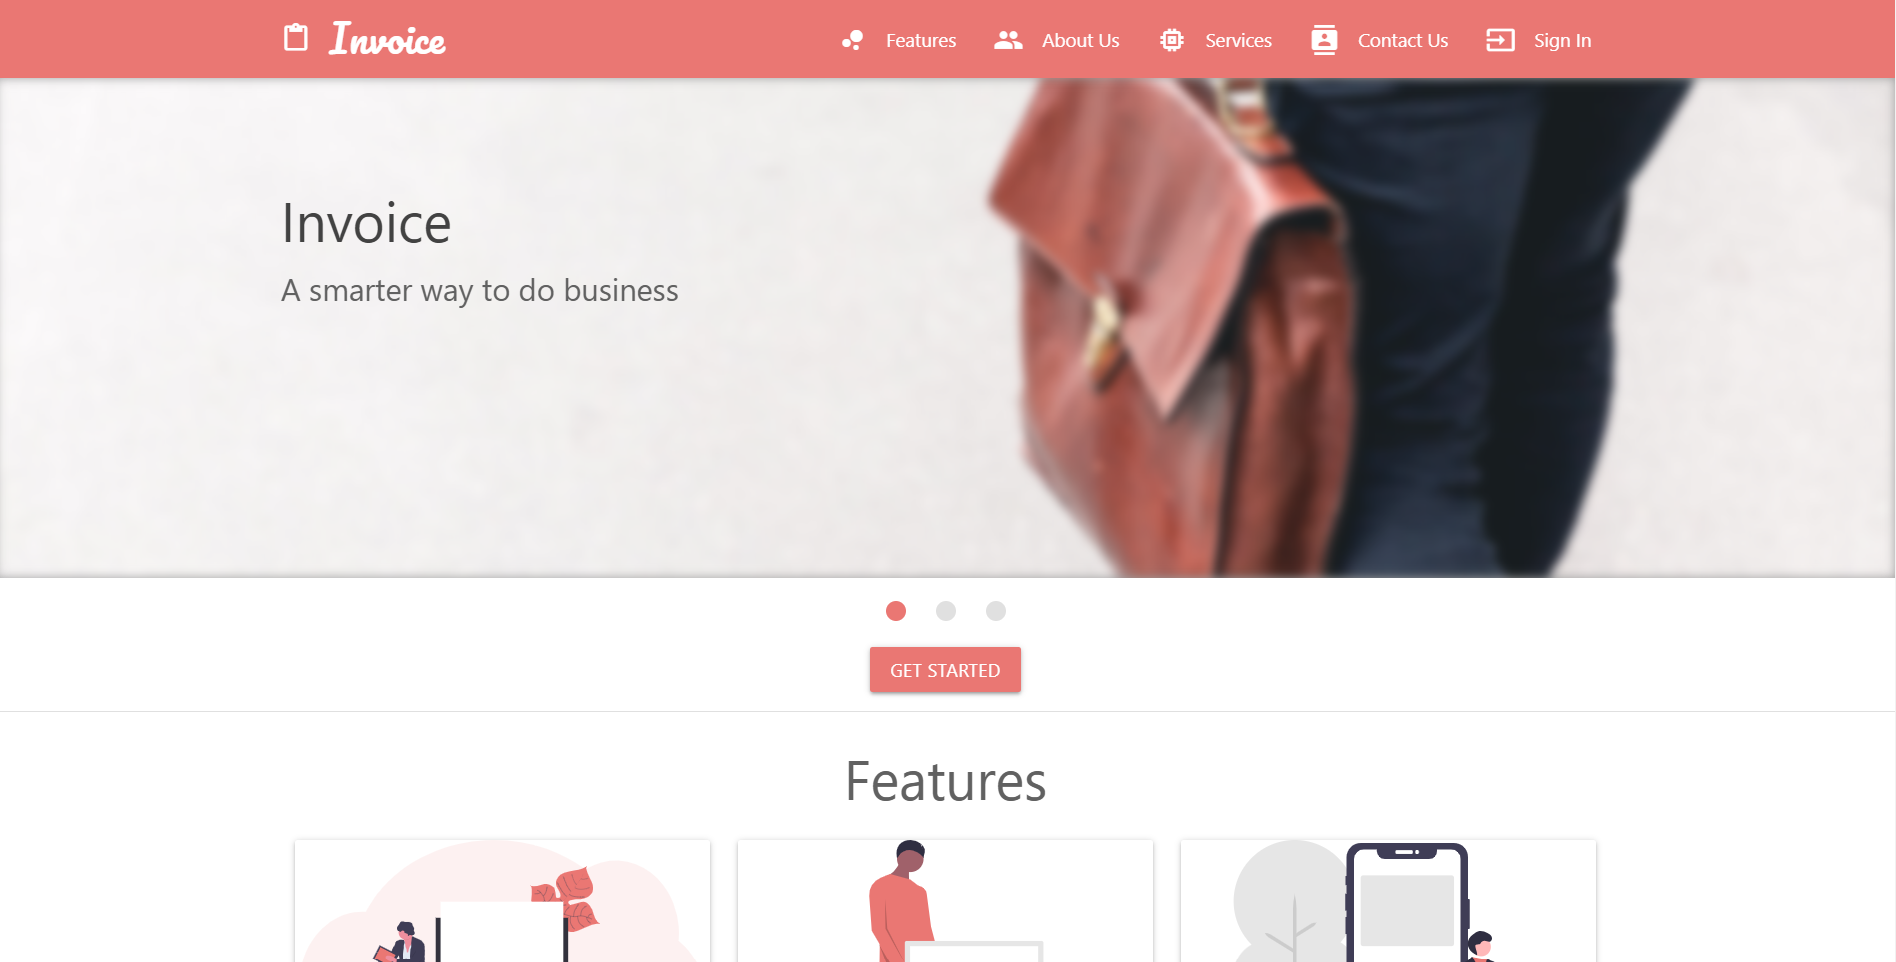 Invoice
Features
About Us
Services
Contact Us
Sign In
Invoice
A smarter way to do business
GET STARTED
Features